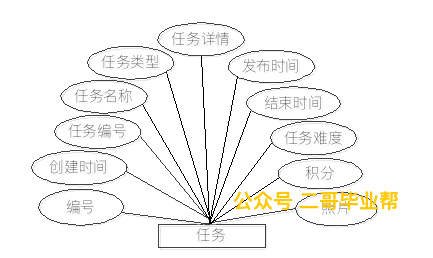 任务详情
任务类型
发布时间
任务名称
结束时间
任务编号
任务难度
创建时间
积分
编号
照片
公众号 二哥毕业帮
任务